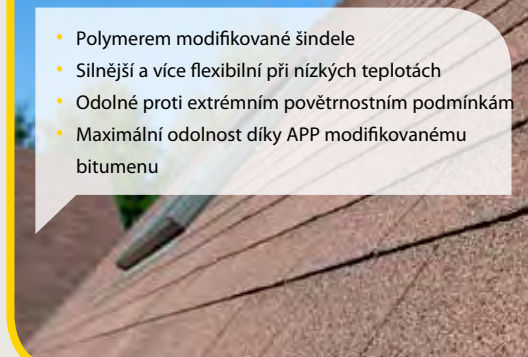 • Polymerem modifikované šindele
• Silnější a více flexibilní při nízkých teplotách
• Odolné proti extrémním povětrnostním podmínkám
• Maximální odolnost díky APP modifikovanému
bitumenu